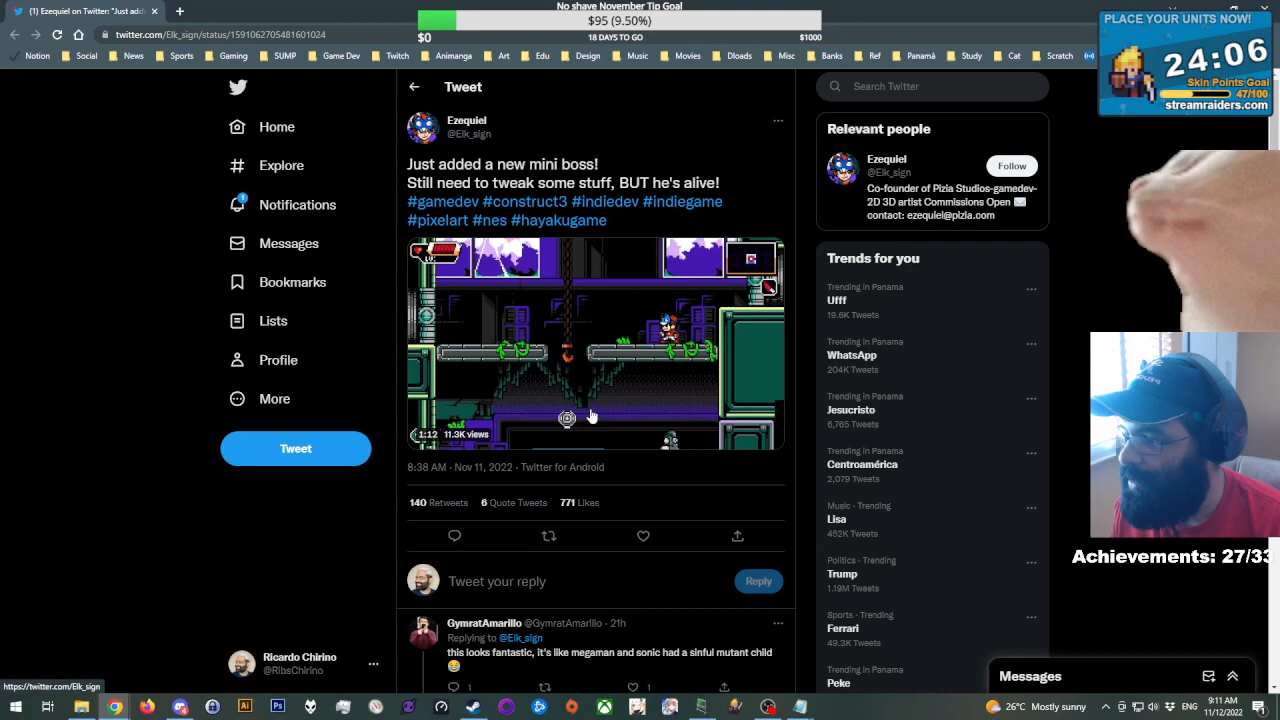 (1) Ezequiel on Twitter: "Just adde
No shave November Tip Goal
$95 (9.50%)
$0
18 DAYS TO GO
$1000
twitter.com/Elk_sign/status/1591062705481601024
Notion
Social
News
Sports
Gaming
SUMP
Game Dev
Twitch
Animanga
Art
Edu
Design
Music
Movies
Dloads
Misc
Banks
Ref
Panamá
Study
Cat
Scratch
PLACE YOUR UNITS NOW!
24:06
Skin Points Goal
47/100
streamraiders.com
Home
Explore
1
Notifications
Messages
Bookmarks
Lists
Profile
More
Tweet
Ricardo Chirino
@RibsChirino
https://twitter.com/Elk_sign
Tweet
Ezequiel
@Elk_sign
Just added a new mini boss!
Still need to tweak some stuff, BUT he's alive!
#gamedev #construct3 #indiedev #indiegame
#pixelart #nes #hayakugame
1:12
11.3K views
8:38 AM · Nov 11, 2022 · Twitter for Android
140 Retweets
6 Quote Tweets
771 Likes
Tweet your reply
Reply
GymratAmarillo @GymratAmarillo · 21h
Replying to @Elk_sign
this looks fantastic, it's like megaman and sonic had a sinful mutant child
1
1
Search Twitter
Relevant people
Ezequiel
@Elk_sign
Follow
Co-founder of Pizia Studios-gamedev-
2D 3D artist Commissions Open
contact: ezequiel@pizia.com
Trends for you
Trending in Panama
Ufff
19.6K Tweets
Trending in Panama
WhatsApp
204K Tweets
Trending in Panama
Jesucristo
6,765 Tweets
Trending in Panama
Centroamérica
2,079 Tweets
Music · Trending
Lisa
452K Tweets
Politics · Trending
Trump
1.19M Tweets
Sports · Trending
Ferrari
49.3K Tweets
Trending in Panama
Peke
Messages
Achievements: 27/33
26°C Mostly sunny
9:11 AM
11/12/2022